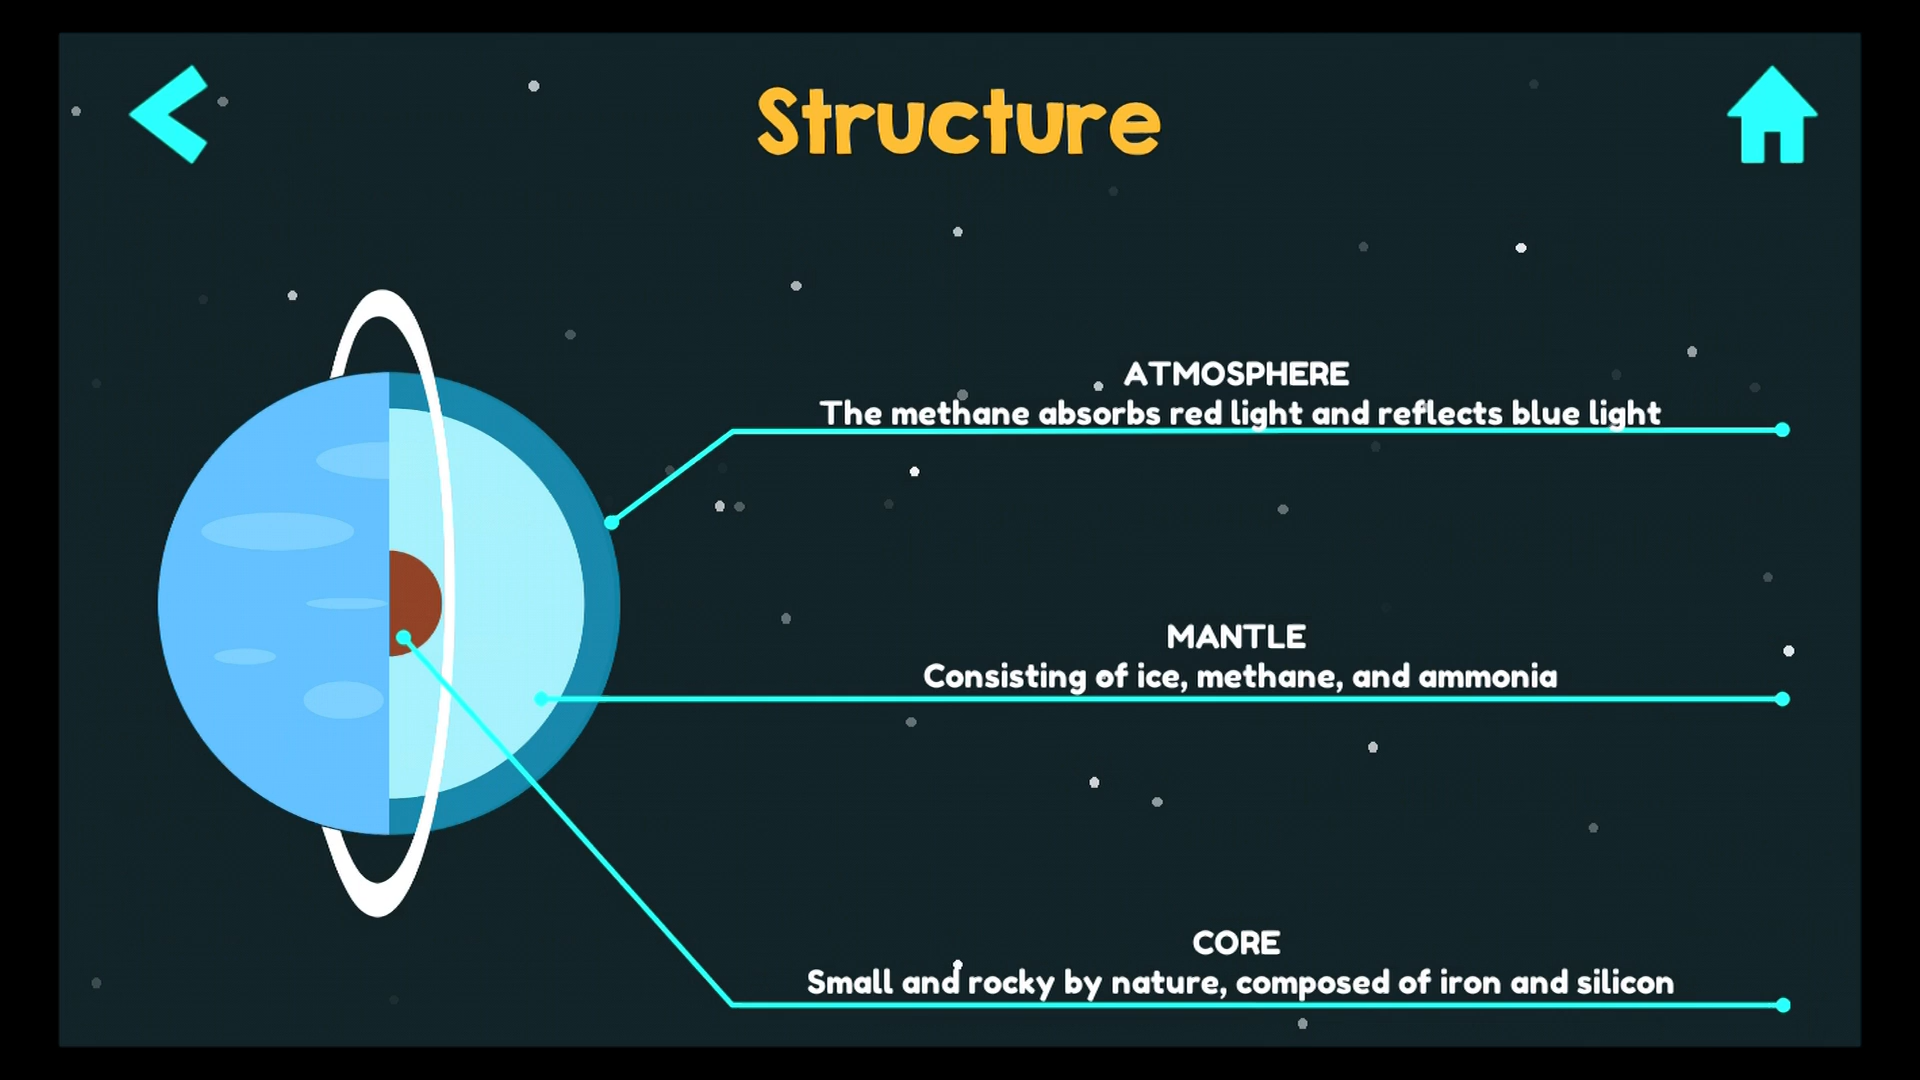 Structure
ATMOSPHERE
The methane absorbs red light and reflects blue light
MANTLE
Consisting of ice, methane, and ammonia
CORE
Small and rocky by nature, composed of iron and silicon